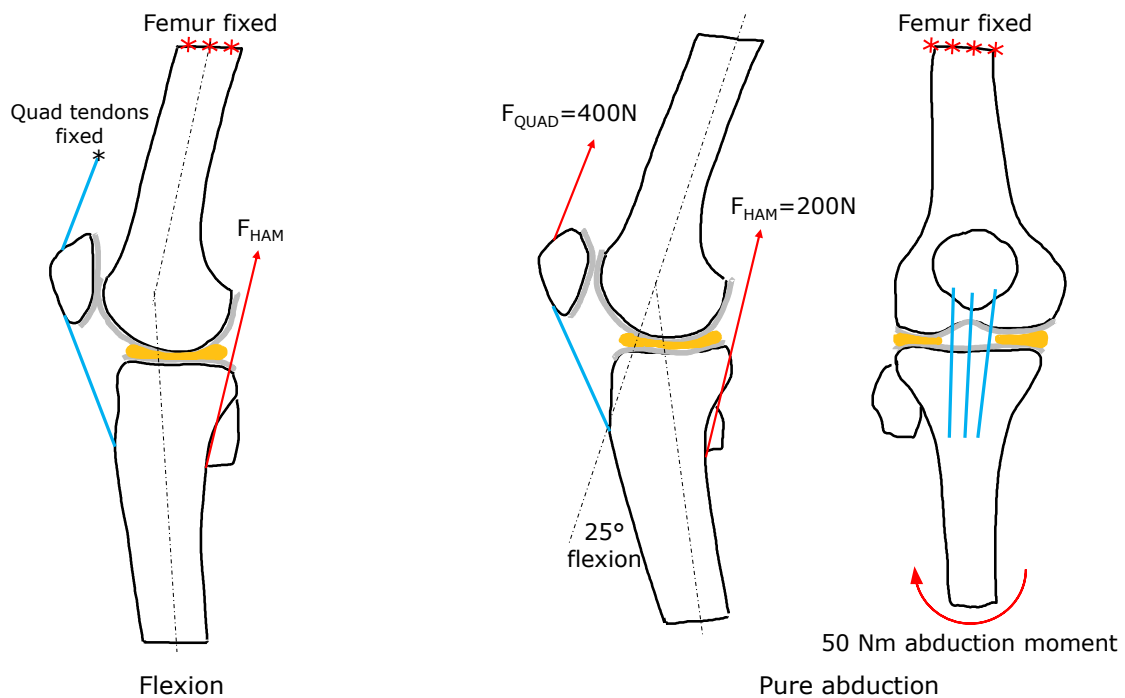 Femur fixed
Quad tendons
fixed
*
F_HAM
Flexion
F_QUAD=400N
F_HAM=200N
25°
flexion
Femur fixed
50 Nm abduction moment
Pure abduction